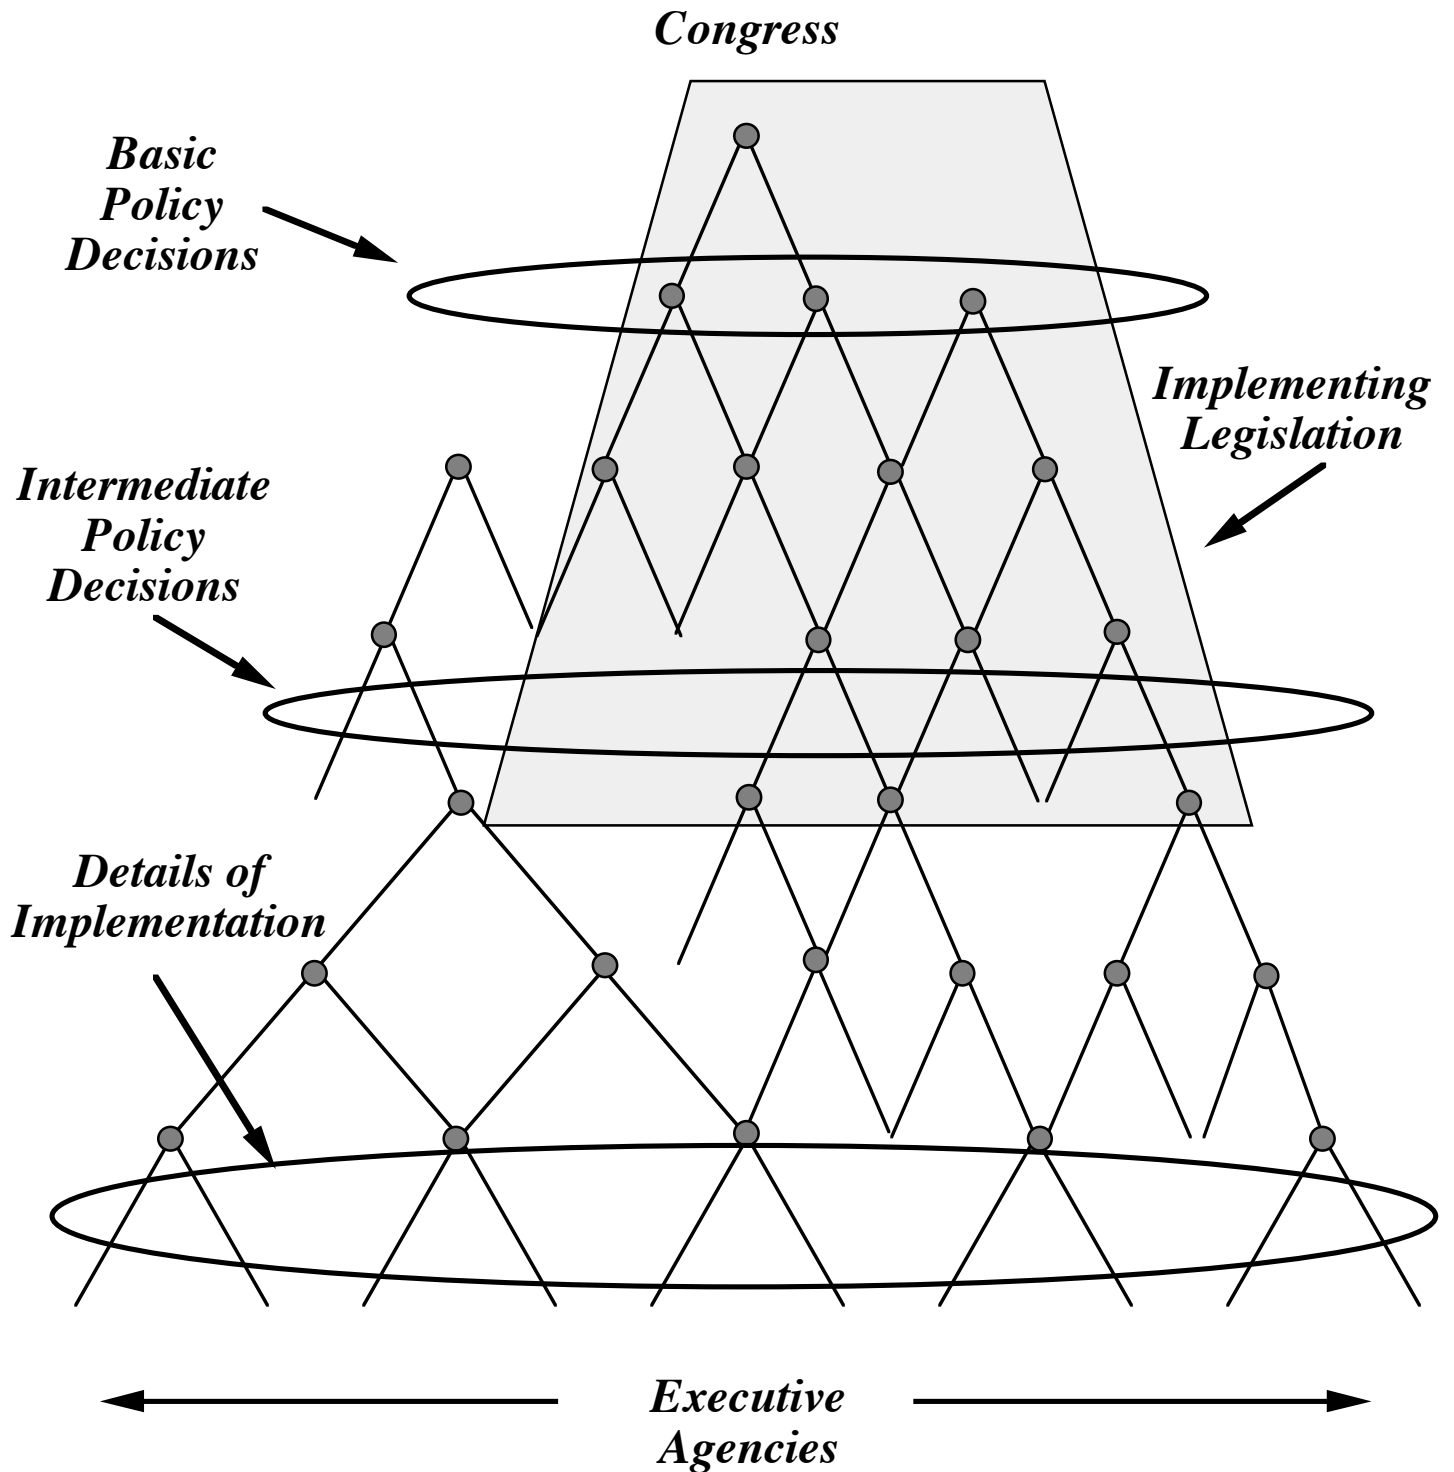 Congress
Basic
Policy
Decisions
Implementing
Legislation
Intermediate
Policy
Decisions
Details of
Implementation
Executive
Agencies